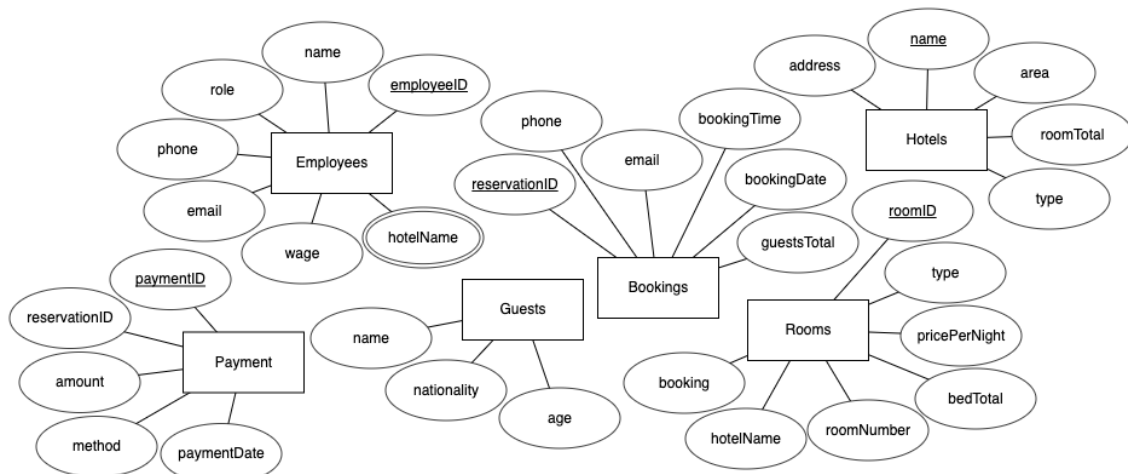 name
role
employeeID
phone
Employees
email
wage
hotelName
name
address
area
Hotels
roomTotal
type
phone
bookingTime
email
reservationID
bookingDate
guestsTotal
Bookings
paymentID
reservationID
Payment
amount
method
paymentDate
Guests
name
nationality
age
roomID
type
Rooms
pricePerNight
booking
bedTotal
hotelName
roomNumber